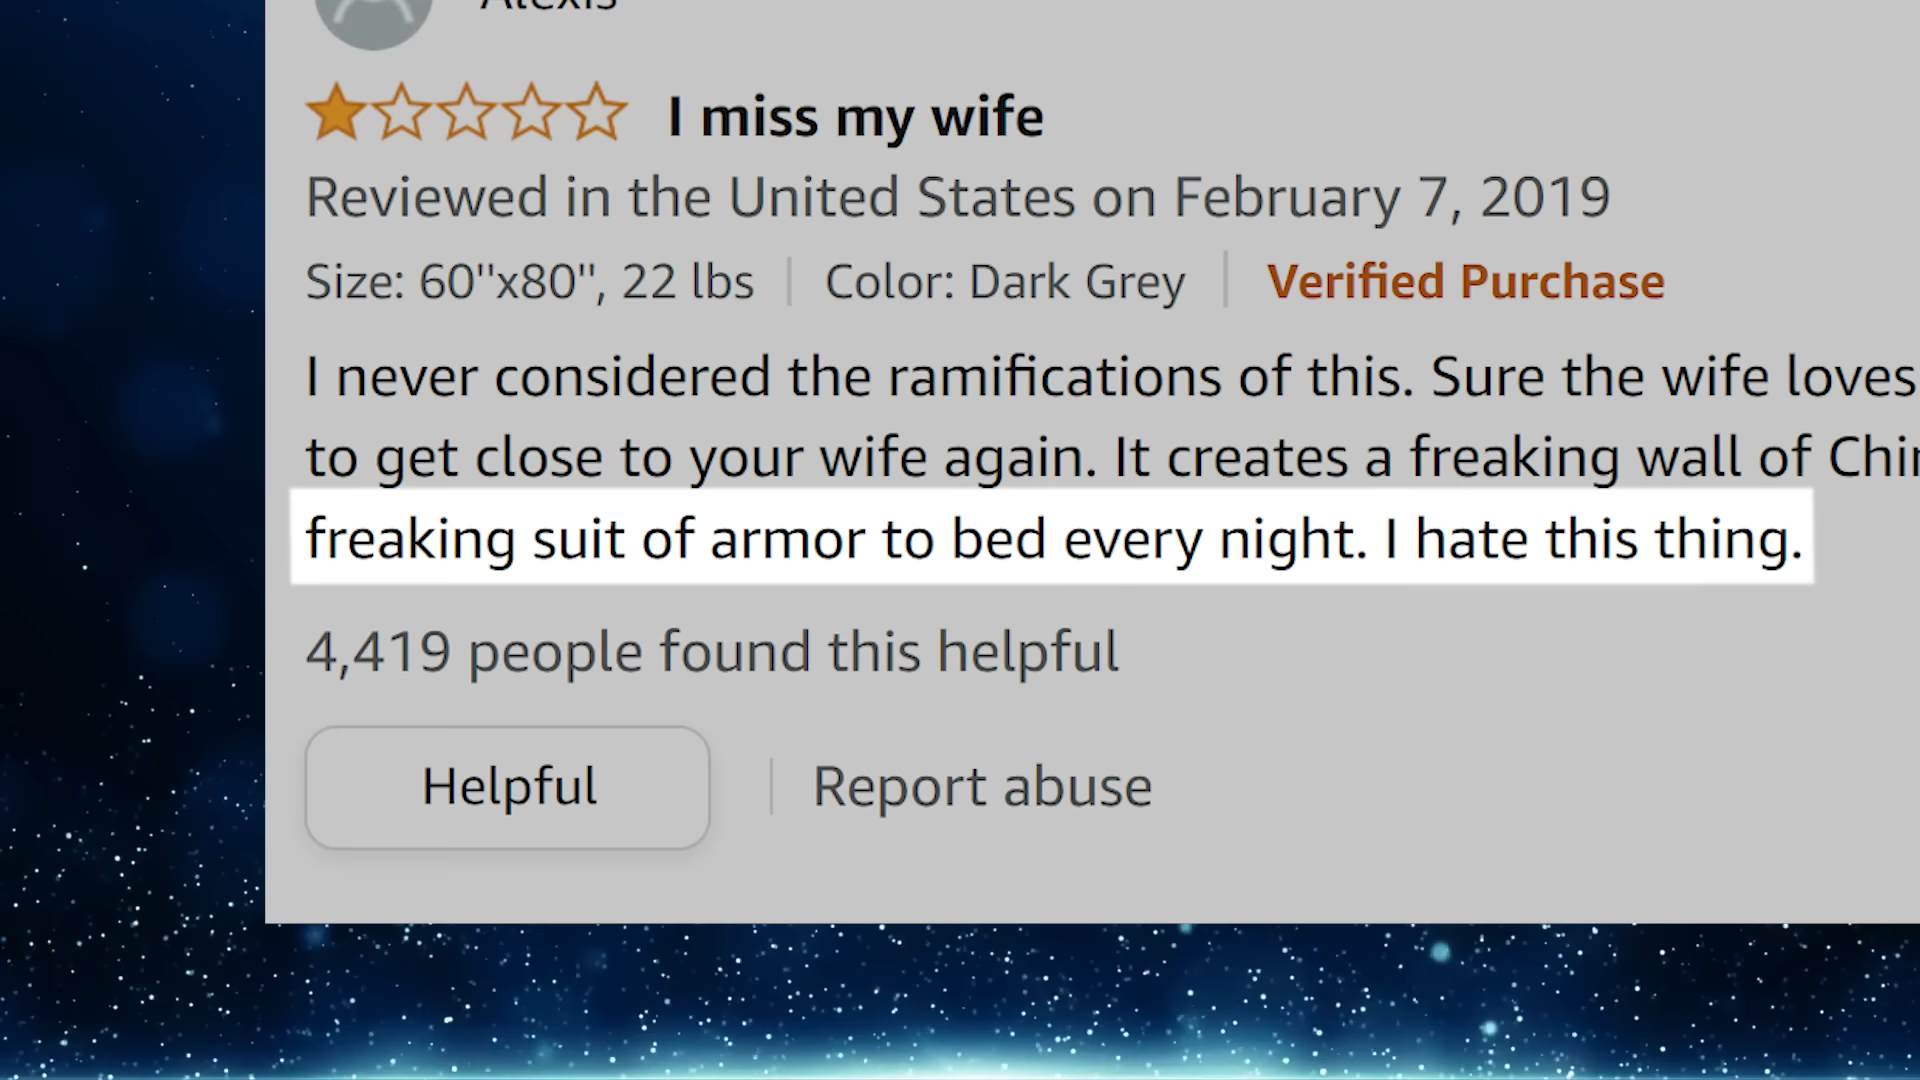 Alexis
I miss my wife
Reviewed in the United States on February 7, 2019
Size: 60"x80", 22 lbs | Color: Dark Grey | Verified Purchase
I never considered the ramifications of this. Sure the wife loves
to get close to your wife again. It creates a freaking wall of
freaking suit of armor to bed every night. I hate this thing.
4,419 people found this helpful
Helpful | Report abuse